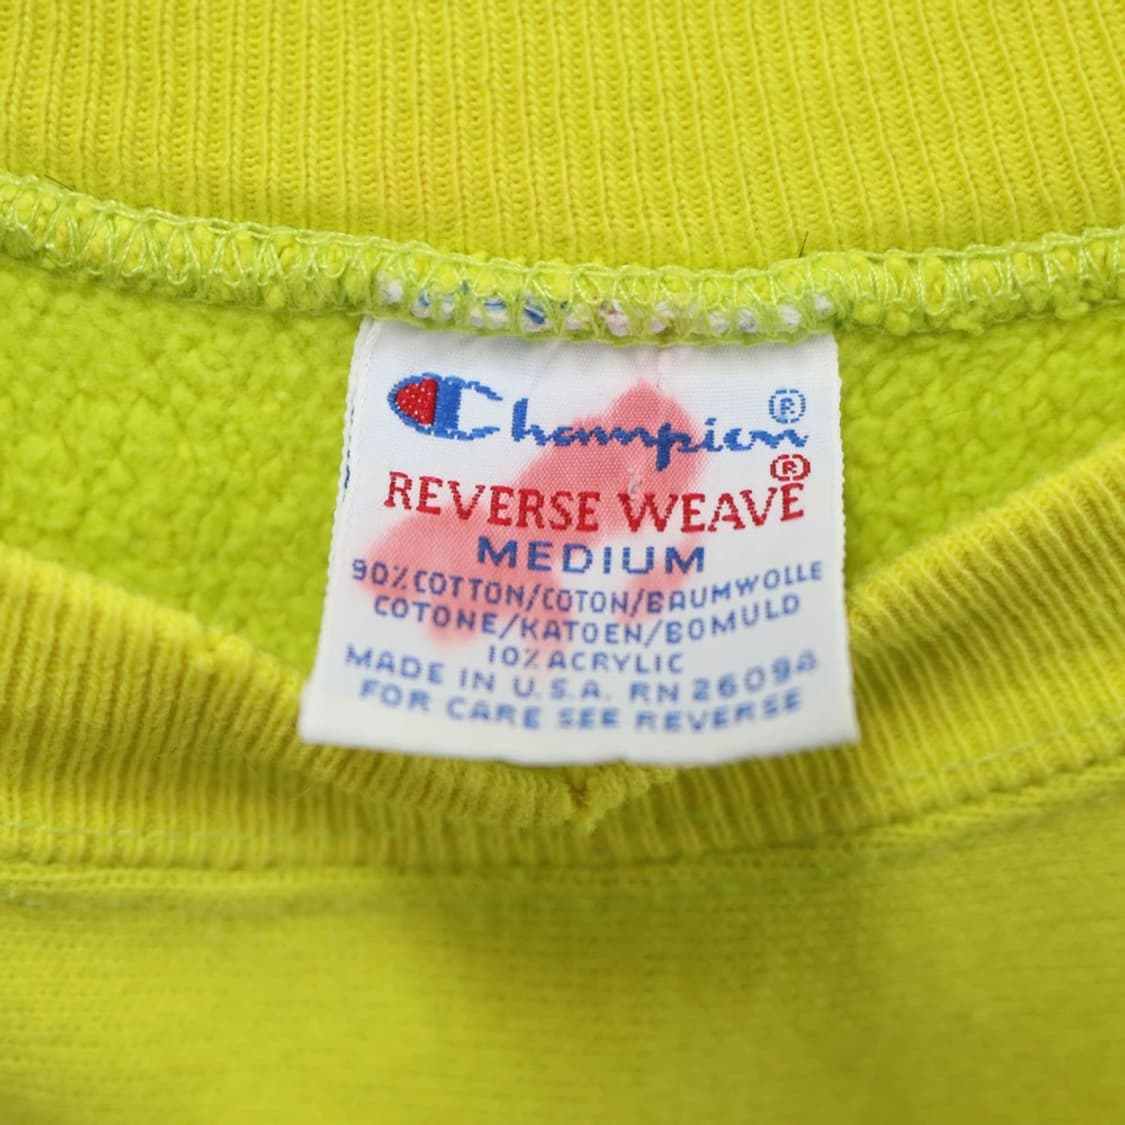 Champion®
REVERSE WEAVE®
MEDIUM
90% COTTON/COTON/BAUMWOLLE
COTONE/KATOEN/BOMULD
10% ACRYLIC
MADE IN U.S.A. RN 26094
FOR CARE SEE REVERSE